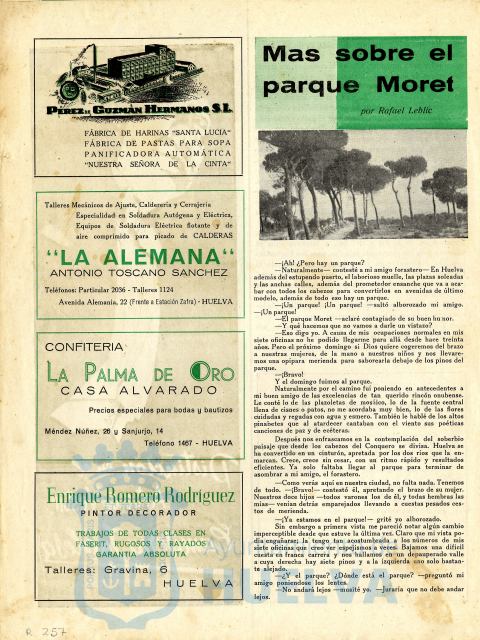 PEREZ Y GUZMÁN HERMANOS S.L
FÁBRICA DE HARINAS "SANTA LUCIA"
FÁBRICA DE PASTAS PARA SOPA
PANIFICADORA AUTOMÁTICA
"NUESTRA SEÑORA DE LA CINTA"
Talleres Mecánicos de Ajuste, Calderería y Cerrajería
Especialidad en Soldadura Autógena y Eléctrica,
Equipos de Soldadura Eléctrica flotante y de
aire comprimido para picado de CALDERAS
"LA ALEMANA"
ANTONIO TOSCANO SANCHEZ
Teléfonos: Particular 2036 - Talleres 1124
Avenida Alemania, 22 (Frente a Estación Zafra) - HUELVA
CONFITERIA:
LA PALMA DE ORO
CASA ALVARADO
Precios especiales para bodas y bautizos
Méndez Núñez, 26 y Sanjurjo, 14
Teléfono 1467 - HUELVA
Enrique Romero Rodríguez
PINTOR DECORADOR
TRABAJOS DE TODAS CLASES EN
FASERIT, RUGOSOS Y RAYADOS
GARANTIA ABSOLUTA
Talleres: Gravina, 6
HUELVA
R. 257
Mas sobre el
parque Moret
por Rafael Leblic
—¡Ah! ¿Pero hay un parque?
—Naturalmente— contesté a mi amigo forastero— En Huelva
además del estupendo puerto, el laborioso muelle, las plazas soleadas
y las anchas calles, además del prometedor ensanche que va a aca-
bar con todos los cabezos para convertirlos en avenidas del último
modelo, además de todo eso hay un parque.
—¡Un parque! ¡Un parque! —saltó alborozado mi amigo.
—¡Un parque!
—El parque Moret —aclaré contagiado de su buen humor.
—Y qué hacemos que no vamos a darle un vistazo?
—Eso digo yo. A causa de mis ocupaciones normales en mis
siete oficinas no he podido llegarme para allá desde hace treinta
años. Pero el próximo domingo si Dios quiere cogeremos del brazo
a nuestras mujeres, de la mano a nuestros niños y nos llevare-
mos una opípara merienda para saborearla debajo de los pinos del
parque.
—¡Bravo!
Y el domingo fuimos al parque.
Naturalmente por el camino fui poniendo en antecedentes a
mi buen amigo de las excelencias de tan querido rincón onubense.
Le conté lo de las plazoletas de mosaico, lo de la fuente central
llena de cisnes o patos, no me acordaba muy bien, lo de las flores
cuidadas y regadas con agua y esmero. También le hablé de los altos
pinabetes que al atardecer cantaban con el viento sus poéticas
canciones de paz y de eceteras.
Después nos enfrascamos en la contemplación del soberbio
paisaje que desde los cabezos del Conquero se divisa. Huelva se
ha convertido en un cinturón, apretada por los dos rios que la en-
marcan. Crece, crece sin cesar, con un ritmo rápido y resultados
eficientes. Ya solo faltaba llegar al parque para terminar de
asombrar a mi amigo, el forastero.
—Como verás aquí en nuestra ciudad, no falta nada. Tenemos
de todo. —¡Bravo!— contestó él, apretando el brazo de su mujer.
Nuestros doce hijos —todos varones los de él, y todas hembras las
mias— venían detrás emparejados llevando a cuestas pesados ces-
tos de merienda.
—¡Ya estamos en el parque!— grité yo alborozado.
Sin embargo a primera vista me pareció notar algún cambio
imperceptible desde que estuve la última vez. Claro que mi vista po-
día engañarme, la tengo tan acostumbrada a los números de mis
siete oficinas que a veces veo espejismos raros. Bajamos una difícil
cuesta en franca carrera y nos hallamos en un desamparado valle
a cuya derecha hay siete pinos y a la izquierda uno solo bastan-
te alejado.
—¿Y el parque? ¿Dónde está el parque? —preguntó mi
amigo poniendose los lentes.
—No andará lejos —musité yo. —Juraría que no debe andar
lejos.
HUELVA